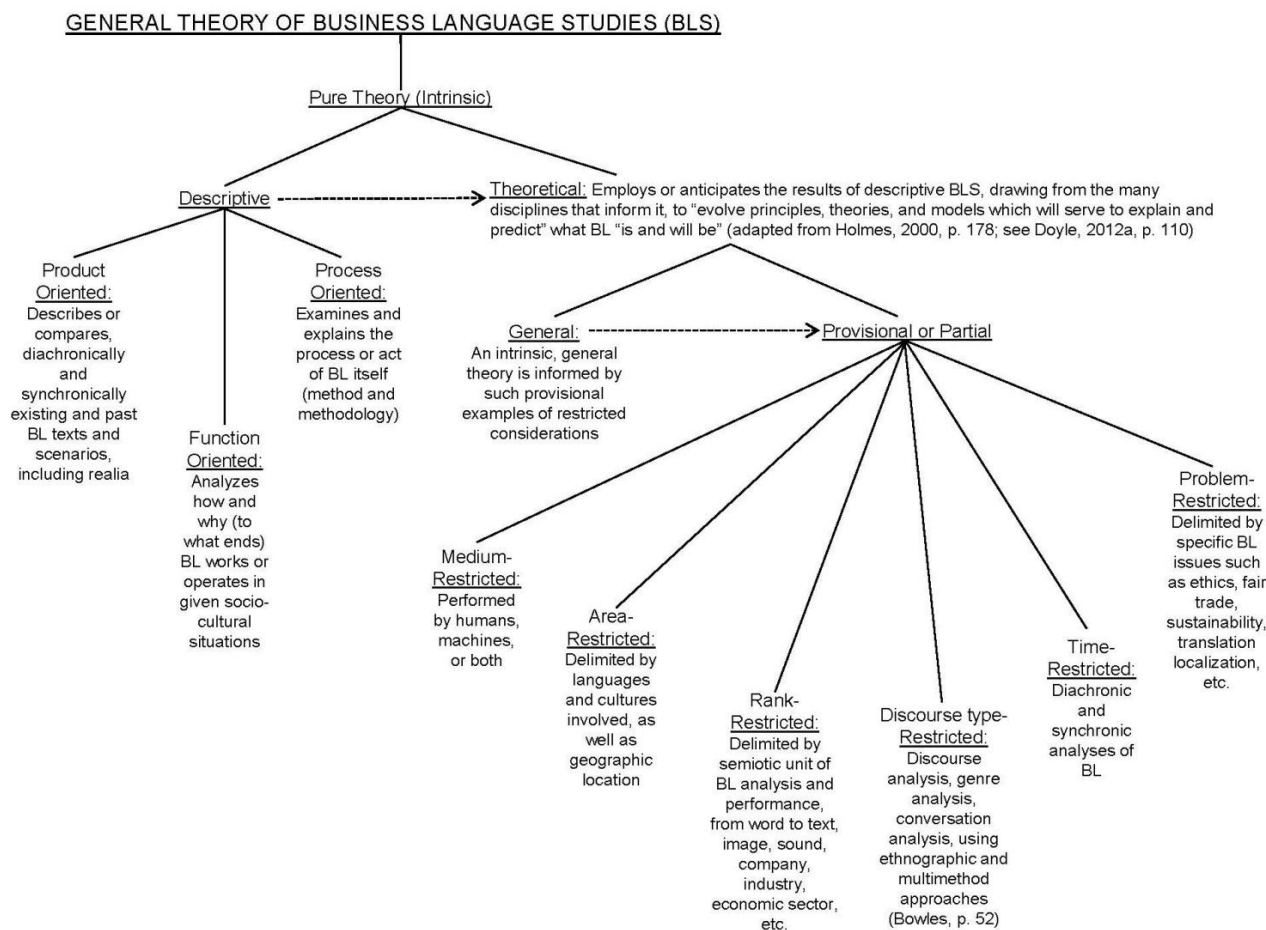 GENERAL THEORY OF BUSINESS LANGUAGE STUDIES (BLS)
Pure Theory (Intrinsic)
Descriptive
Theoretical: Employs or anticipates the results of descriptive BLS, drawing from the many
disciplines that inform it, to “evolve principles, theories, and models which will serve to explain and
predict” what BL “is and will be” (adapted from Holmes, 2000, p. 178; see Doyle, 2012a, p. 110)
Product
Oriented:
Describes or
compares,
diachronically
and
synchronically
existing and past
BL texts and
scenarios,
including realia
Function
Oriented:
Analyzes
how and
why (to
what ends)
BL works or
operates in
given socio-
cultural
situations
Process
Oriented:
Examines and
explains the
process or act
of BL itself
(method and
methodology)
General:
An intrinsic, general
theory is informed by
such provisional
examples of restricted
considerations
Provisional or Partial
Medium-
Restricted:
Performed
by humans,
machines,
or both
Area-
Restricted:
Delimited by
languages
and cultures
involved, as
well as
geographic
location
Rank-
Restricted:
Delimited by
semiotic unit of
BL analysis and
performance,
from word to text,
image, sound,
company,
industry,
economic sector,
etc.
Discourse type-
Restricted:
Discourse
analysis, genre
analysis,
conversation
analysis, using
ethnographic and
multimethod
approaches
(Bowles, p. 52)
Time-
Restricted:
Diachronic
and
synchronic
analyses of
BL
Problem-
Restricted:
Delimited by
specific BL
issues such
as ethics, fair
trade,
sustainability,
translation
localization,
etc.